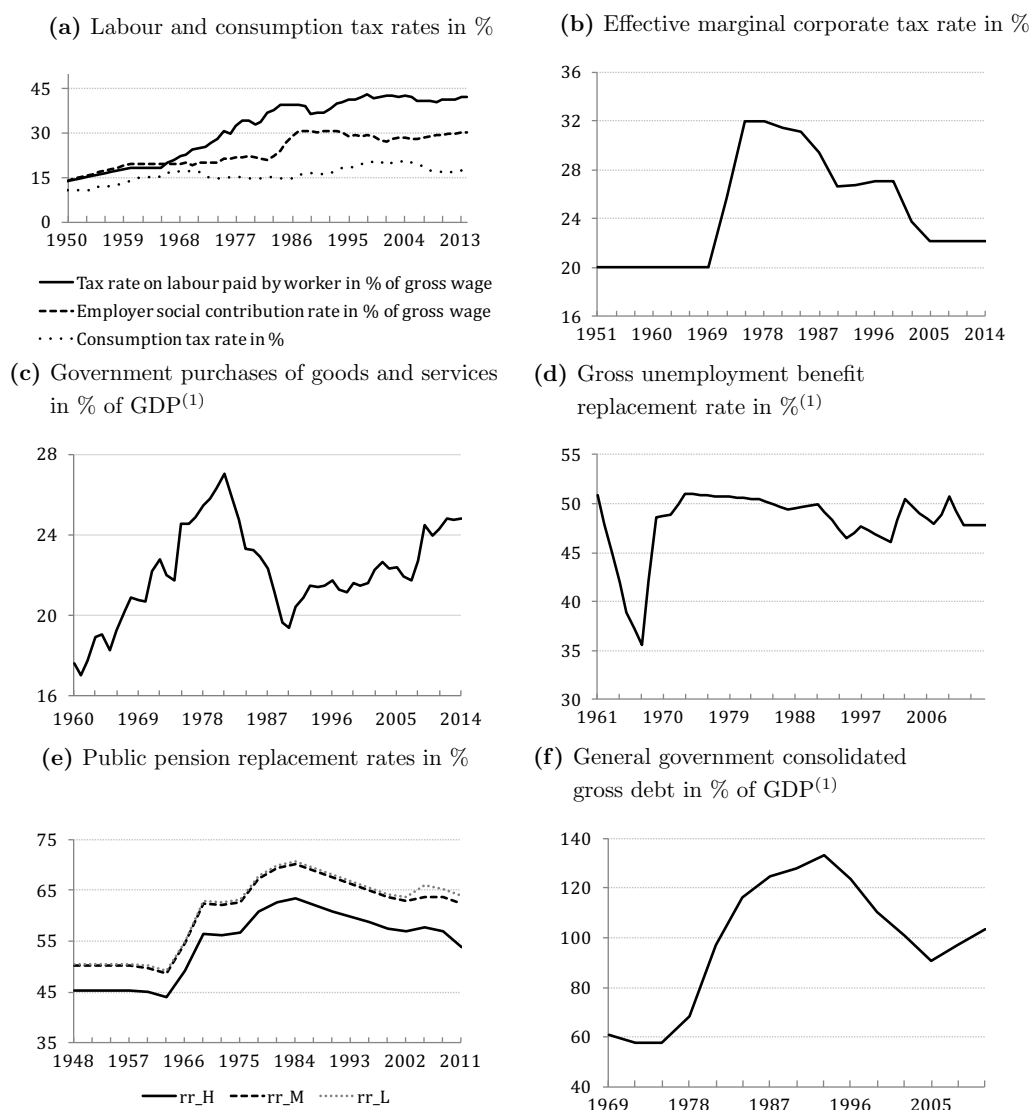 (a) Labour and consumption tax rates in %
45
30
15
0
1950 1959 1968 1977 1986 1995 2004 2013
Tax rate on labour paid by worker in % of gross wage
Employer social contribution rate in % of gross wage
Consumption tax rate in %
(b) Effective marginal corporate tax rate in %
36
32
28
24
20
16
1951 1960 1969 1978 1987 1996 2005 2014
(c) Government purchases of goods and services
in % of GDP(1)
28
24
20
16
1960 1969 1978 1987 1996 2005 2014
(d) Gross unemployment benefit
replacement rate in %(1)
55
50
45
40
35
30
1961 1970 1979 1988 1997 2006
(e) Public pension replacement rates in %
75
65
55
45
35
1948 1957 1966 1975 1984 1993 2002 2011
rr_H rr_M rr_L
(f) General government consolidated
gross debt in % of GDP(1)
140
120
100
80
60
40
1969 1978 1987 1996 2005